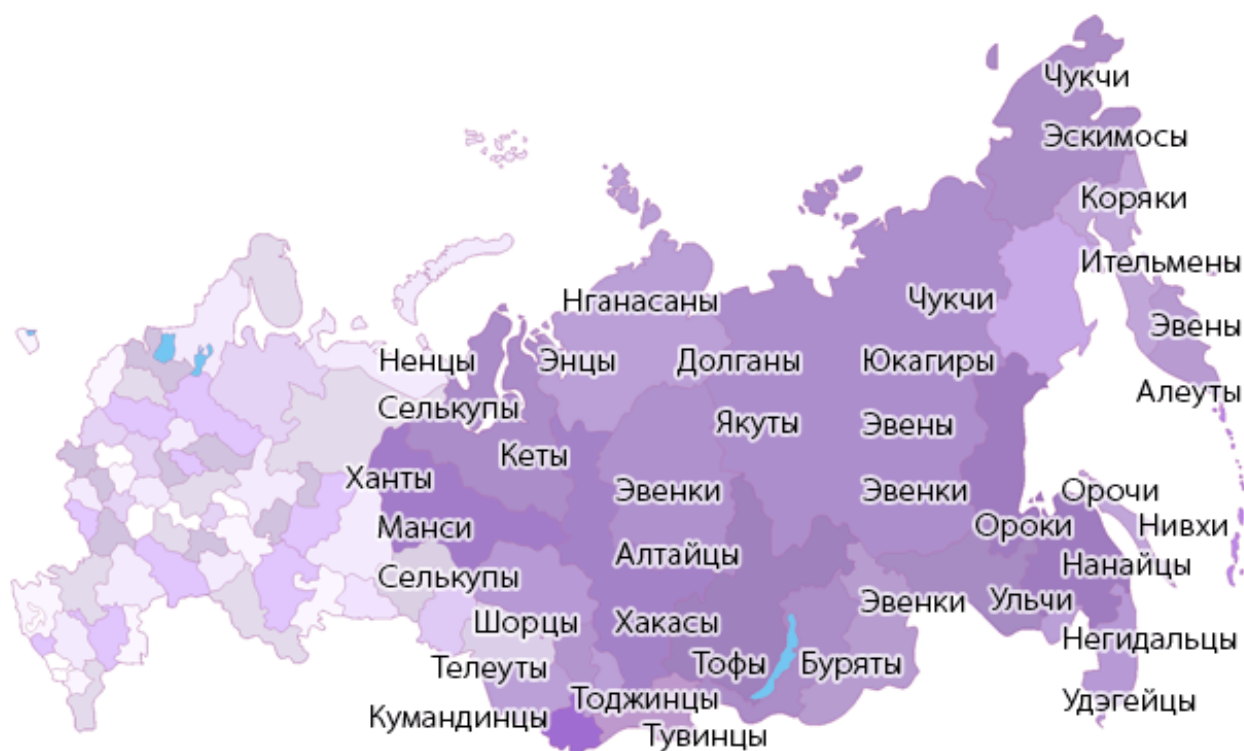 Чукчи
Эскимосы
Коряки
Ительмены
Нганасаны
Чукчи
Эвены
Ненцы
Энцы
Долганы
Юкагиры
Алеуты
Селькупы
Якуты
Эвены
Кеты
Ханты
Эвенки
Эвенки
Орочи
Манси
Ороки
Нивхи
Алтайцы
Нанайцы
Селькупы
Эвенки
Ульчи
Шорцы
Хакасы
Негидальцы
Телеуты
Тофы
Буряты
Тоджинцы
Удэгейцы
Кумандинцы
Тувинцы